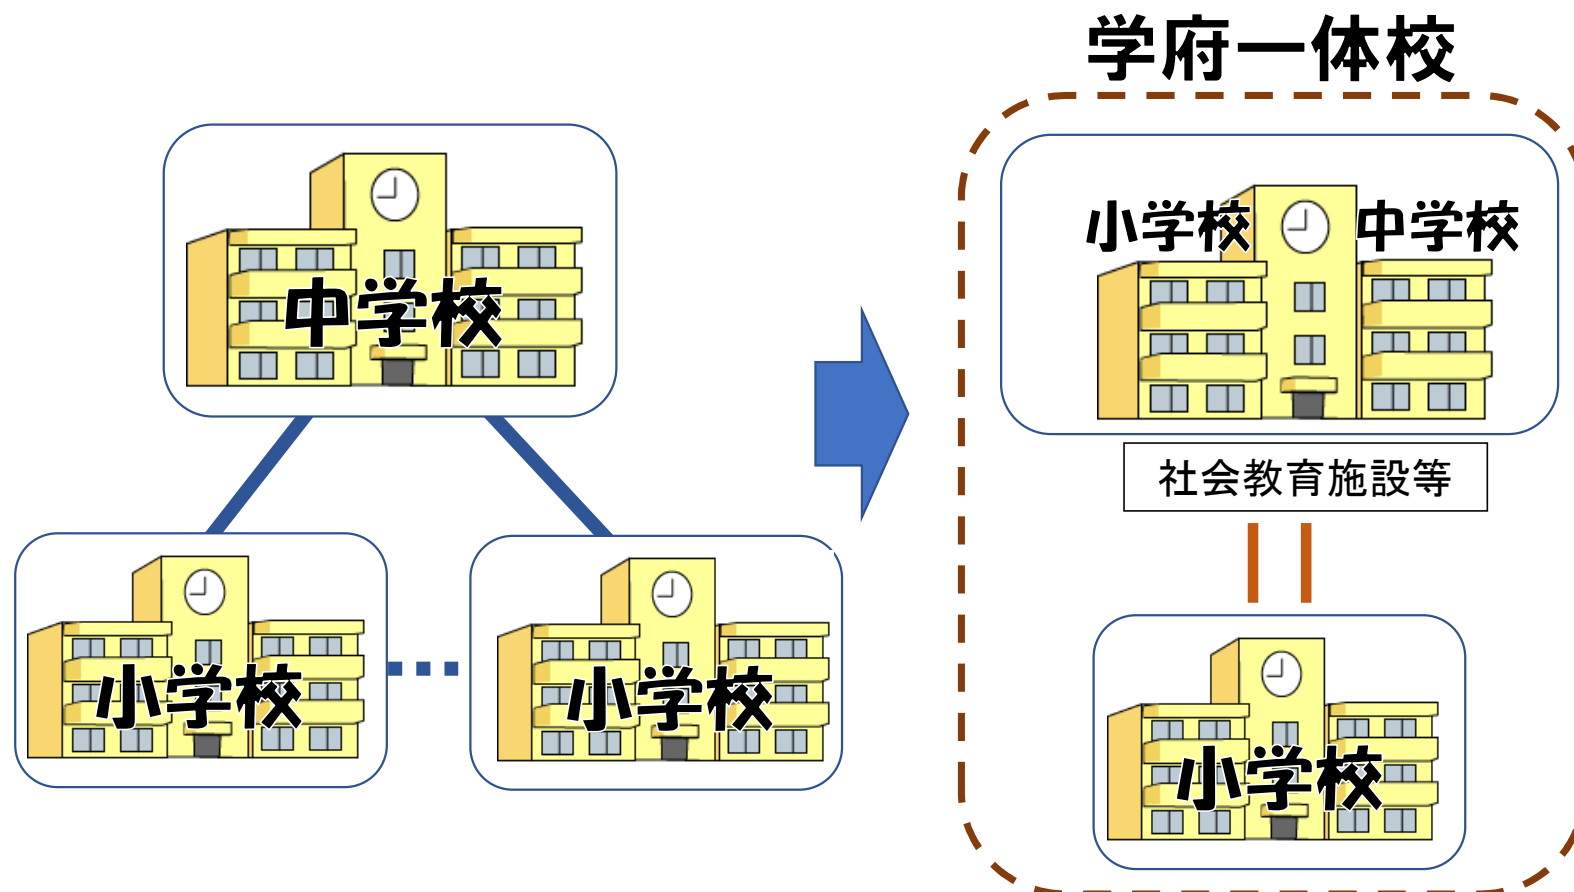 学府一体校
中学校
小学校
小学校
小学校
中学校
社会教育施設等
小学校